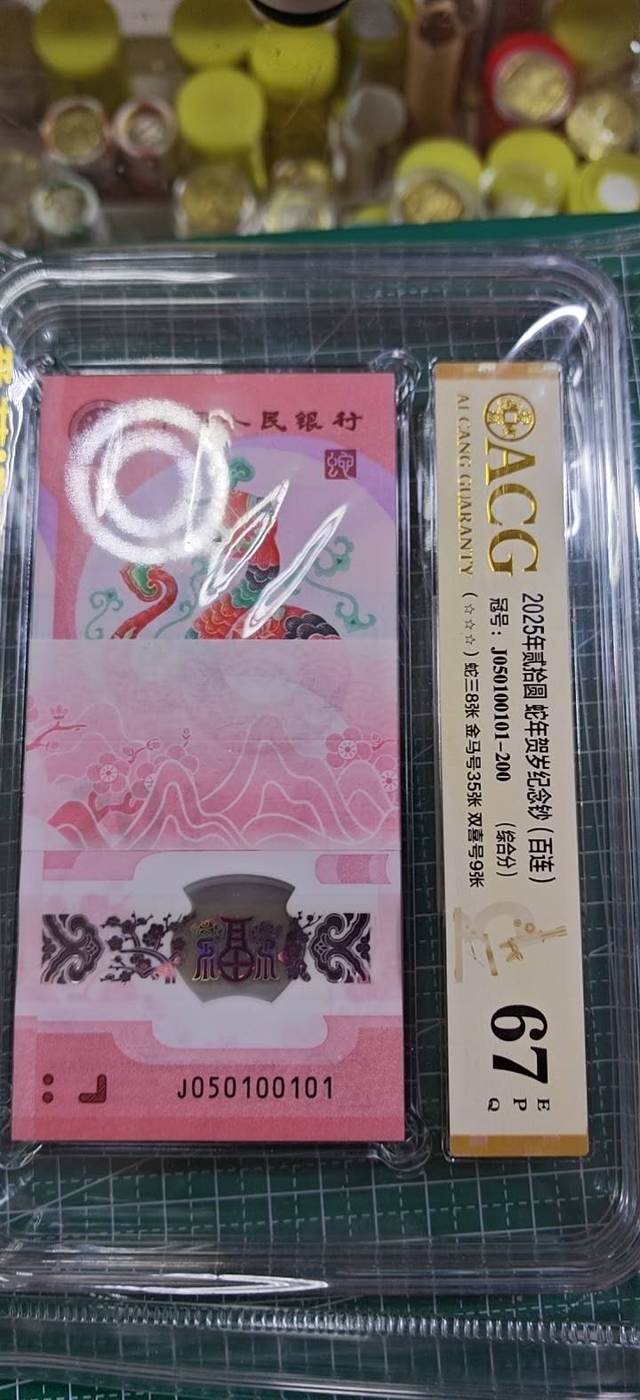 中国人民银行
蛇
J050100101
ACG
AI CANG GUARANTY
2025年贰拾圆 蛇年贺岁纪念钞（百连）
冠号：J050100101-200 （综合分）
（☆☆☆）蛇三8张 金马号35张 双喜号9张
67
E
P
Q